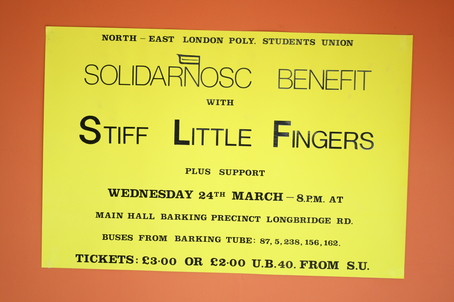 NORTH - EAST LONDON POLY. STUDENTS UNION
SOLIDARNOSC BENEFIT
WITH
STIFF LITTLE FINGERS
PLUS SUPPORT
WEDNESDAY 24TH MARCH - 8.P.M. AT
MAIN HALL BARKING PRECINCT LONGBRIDGE RD.
BUSES FROM BARKING TUBE: 87, 5, 238, 156, 162.
TICKETS: £3·00 OR £2·00 U.B.40. FROM S.U.